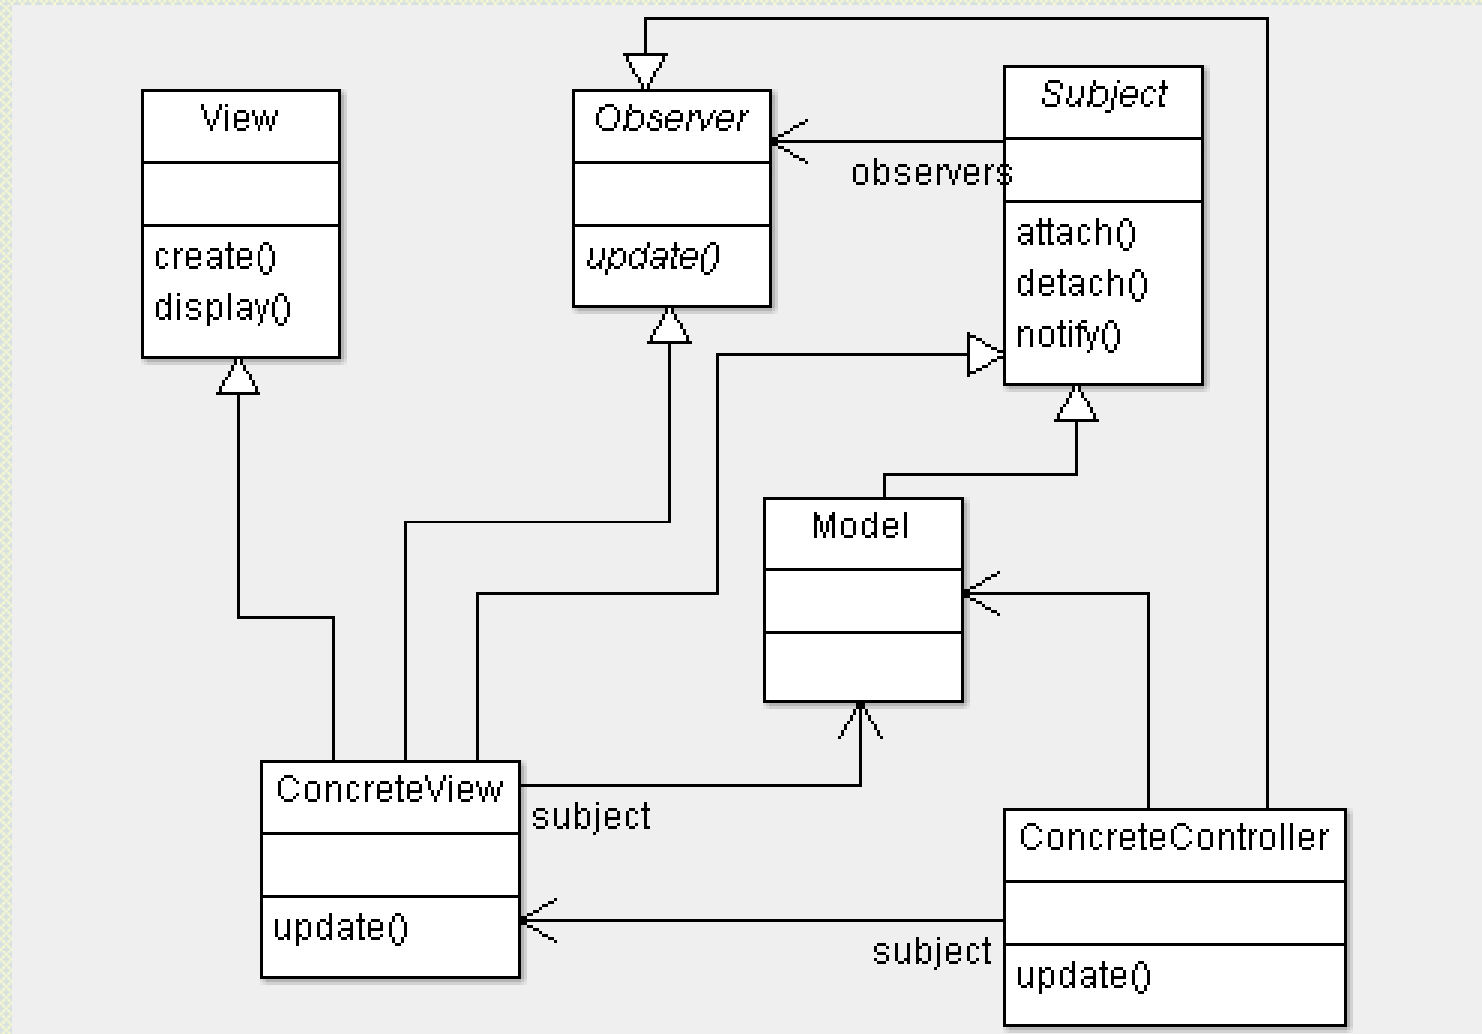 View
create()
display()
Observer
update()
Subject
attach()
detach()
notify()
observers
Model
ConcreteView
update()
subject
ConcreteController
update()
subject